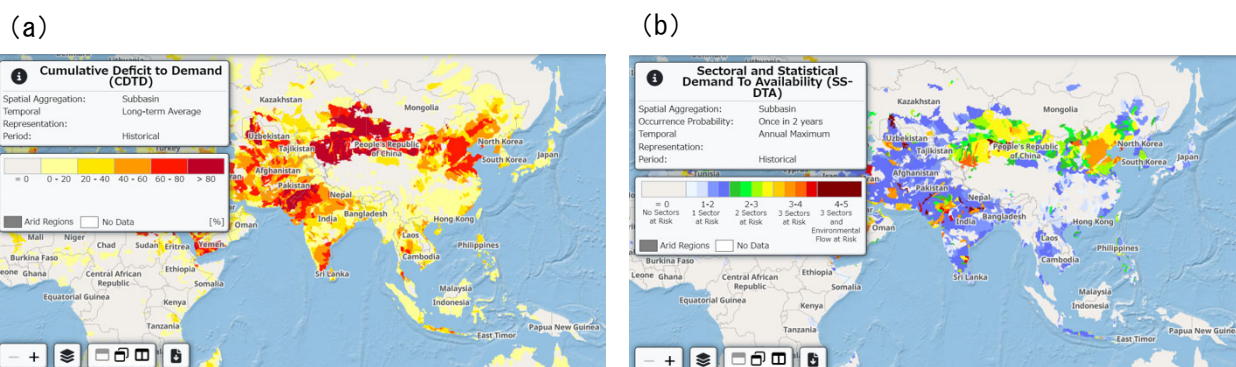 (a)
Cumulative Deficit to Demand
(CDTD)
Spatial Aggregation: Subbasin
Temporal Long-term Average
Representation:
Period: Historical
= 0 0 - 20 20 - 40 40 - 60 60 - 80 > 80
Arid Regions No Data [%]
Kazakhstan
Mongolia
Uzbekistan
Tajikistan
People's Republic
of China
North Korea
South Korea
Japan
Turkey
Afghanistan
Pakistan
Nepal
Bangladesh
India
Hong Kong
Oman
Mali
Niger
Chad
Sudan
Eritrea
Yemen
Laos
Philippines
Burkina Faso
Cambodia
Leone
Ghana
Central African
Republic
Ethiopia
Somalia
Sri Lanka
Malaysia
Equatorial Guinea
Kenya
Indonesia
Tanzania
East Timor
Papua New Guinea
− +
(b)
Sectoral and Statistical
Demand To Availability (SS-
DTA)
Spatial Aggregation: Subbasin
Occurrence Probability: Once in 2 years
Temporal Annual Maximum
Representation:
Period: Historical
= 0 1-2 2-3 3-4 4-5
No Sectors 1 Sector 2 Sectors 3 Sectors 3 Sectors
at Risk at Risk at Risk at Risk and
Environmental
Flow at Risk
Arid Regions No Data
Kazakhstan
Mongolia
Uzbekistan
Tajikistan
People's Republic
of China
North Korea
South Korea
Japan
Tunisia
Afghanistan
Pakistan
Nepal
Bangladesh
India
Hong Kong
Oman
Laos
Philippines
Burkina Faso
Cambodia
Leone
Ghana
Central African
Republic
Ethiopia
Somalia
Sri Lanka
Malaysia
Equatorial Guinea
Kenya
Indonesia
Tanzania
East Timor
Papua New Guinea
− +